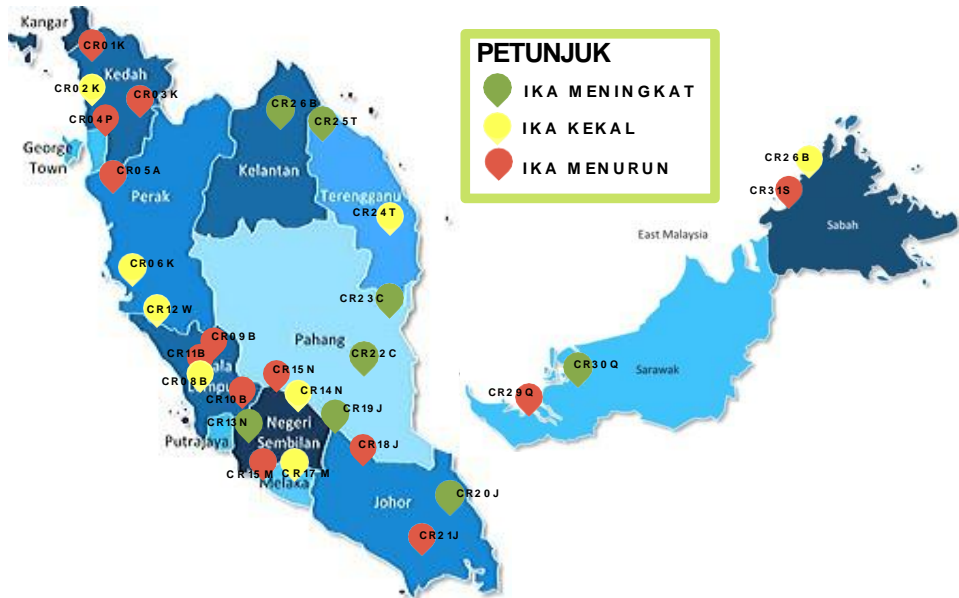 Kangar
CR01K
Kedah
CR02K
CR03K
CR04P
George
Town
CR05A
Perak
CR26B
CR25T
Kelantan
Terengganu
CR24T
CR06K
CR12W
CR23C
Pahang
CR22C
CR09B
CR11B
CR08B
CR10B
CR15N
CR14N
CR19J
CR13N
Negeri
Sembilan
Putrajaya
CR18J
CR15M
CR17M
Melaka
Johor
CR20J
CR21J
PETUNJUK
IKA MENINGKAT
IKA KEKAL
IKA MENURUN
CR26B
CR31S
Sabah
East Malaysia
CR30Q
Sarawak
CR29Q